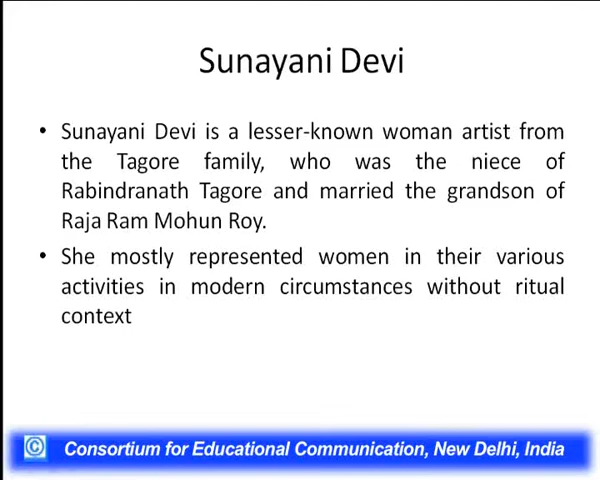 Sunayani Devi
• Sunayani Devi is a lesser-known woman artist from
the Tagore family, who was the niece of
Rabindranath Tagore and married the grandson of
Raja Ram Mohun Roy.
• She mostly represented women in their various
activities in modern circumstances without ritual
context
© Consortium for Educational Communication, New Delhi, India